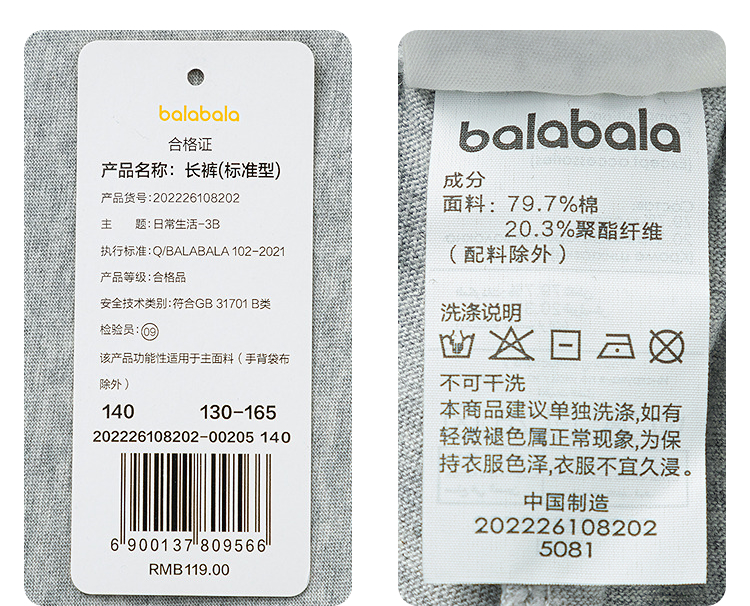 balabala
合格证
产品名称：长裤(标准型)
产品货号:202226108202
主　题:日常生活-3B
执行标准:Q/BALABALA 102-2021
产品等级:合格品
安全技术类别:符合GB 31701 B类
检验员:09
该产品功能性适用于主面料（手背袋布
除外）
140 130-165
202226108202-00205 140
6 900137 809566
RMB119.00
balabala
成分
面料：79.7%棉
20.3%聚酯纤维
（配料除外）
洗涤说明
不可干洗
本商品建议单独洗涤,如有
轻微褪色属正常现象,为保
持衣服色泽,衣服不宜久浸。
中国制造
202226108202
5081